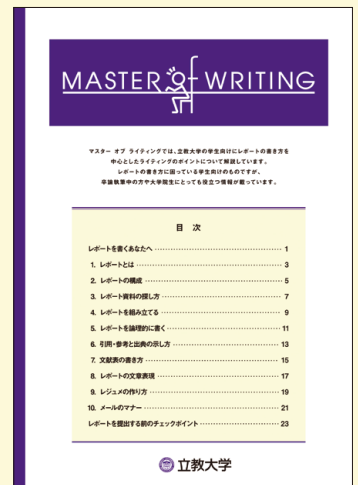 MASTER of WRITING
マスター オブ ライティングでは、立教大学の学生向けにレポートの書き方を
中心としたライティングのポイントについて解説しています。
レポートの書き方に困っている学生向けのものですが、
卒論執筆中の方や大学院生にとっても役立つ情報が載っています。
目 次
レポートを書くあなたへ 1
1. レポートとは 3
2. レポートの構成 5
3. レポート資料の探し方 7
4. レポートを組み立てる 9
5. レポートを論理的に書く 11
6. 引用・参考と出典の示し方 13
7. 文献表の書き方 15
8. レポートの文章表現 17
9. レジュメの作り方 19
10. メールのマナー 21
レポートを提出する前のチェックポイント 23
立教大学